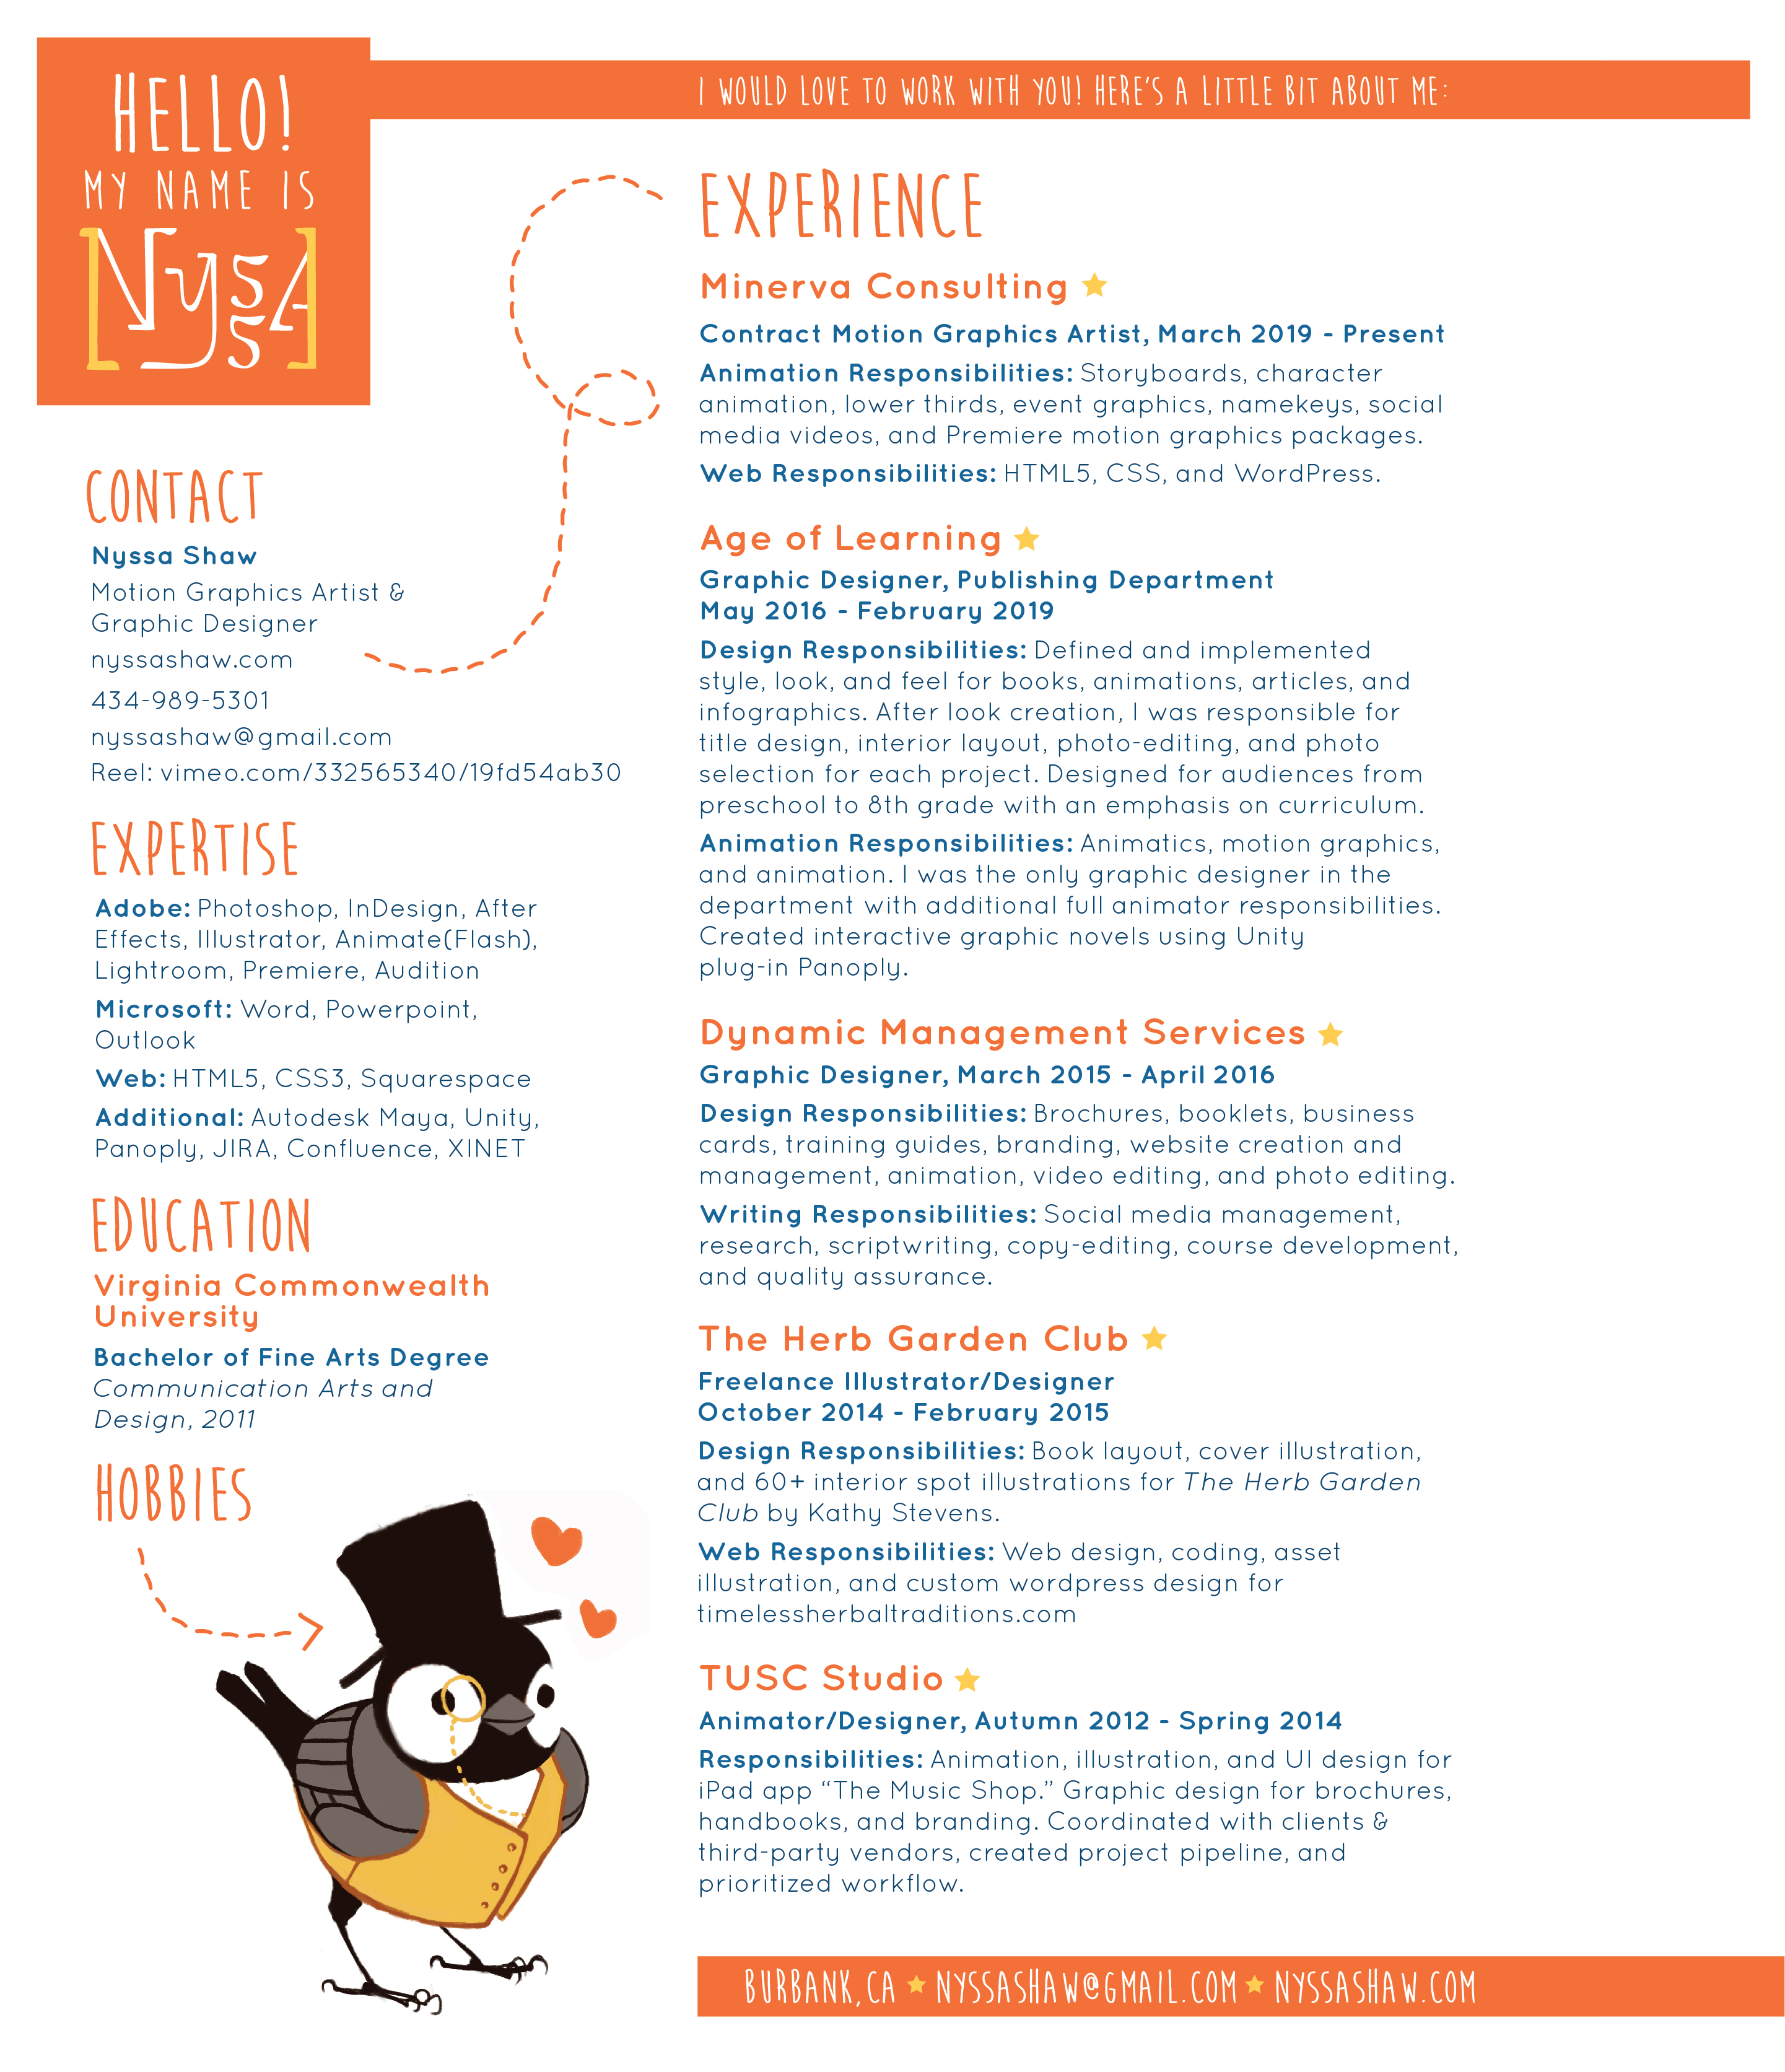 HELLO!
MY NAME IS
[NyssA]
I WOULD LOVE TO WORK WITH YOU! HERE'S A LITTLE BIT ABOUT ME:
CONTACT
Nyssa Shaw
Motion Graphics Artist &
Graphic Designer
nyssashaw.com
434-989-5301
nyssashaw@gmail.com
Reel: vimeo.com/332565340/19fd54ab30
EXPERTISE
Adobe: Photoshop, InDesign, After
Effects, Illustrator, Animate(Flash),
Lightroom, Premiere, Audition
Microsoft: Word, Powerpoint,
Outlook
Web: HTML5, CSS3, Squarespace
Additional: Autodesk Maya, Unity,
Panoply, JIRA, Confluence, XINET
EDUCATION
Virginia Commonwealth
University
Bachelor of Fine Arts Degree
Communication Arts and
Design, 2011
HOBBIES
EXPERIENCE
Minerva Consulting
Contract Motion Graphics Artist, March 2019 - Present
Animation Responsibilities: Storyboards, character
animation, lower thirds, event graphics, namekeys, social
media videos, and Premiere motion graphics packages.
Web Responsibilities: HTML5, CSS, and WordPress.
Age of Learning
Graphic Designer, Publishing Department
May 2016 - February 2019
Design Responsibilities: Defined and implemented
style, look, and feel for books, animations, articles, and
infographics. After look creation, I was responsible for
title design, interior layout, photo-editing, and photo
selection for each project. Designed for audiences from
preschool to 8th grade with an emphasis on curriculum.
Animation Responsibilities: Animatics, motion graphics,
and animation. I was the only graphic designer in the
department with additional full animator responsibilities.
Created interactive graphic novels using Unity
plug-in Panoply.
Dynamic Management Services
Graphic Designer, March 2015 - April 2016
Design Responsibilities: Brochures, booklets, business
cards, training guides, branding, website creation and
management, animation, video editing, and photo editing.
Writing Responsibilities: Social media management,
research, scriptwriting, copy-editing, course development,
and quality assurance.
The Herb Garden Club
Freelance Illustrator/Designer
October 2014 - February 2015
Design Responsibilities: Book layout, cover illustration,
and 60+ interior spot illustrations for The Herb Garden
Club by Kathy Stevens.
Web Responsibilities: Web design, coding, asset
illustration, and custom wordpress design for
timelessherbaltraditions.com
TUSC Studio
Animator/Designer, Autumn 2012 - Spring 2014
Responsibilities: Animation, illustration, and UI design for
iPad app “The Music Shop.” Graphic design for brochures,
handbooks, and branding. Coordinated with clients &
third-party vendors, created project pipeline, and
prioritized workflow.
BURBANK, CA ★ NYSSASHAW@GMAIL.COM ★ NYSSASHAW.COM